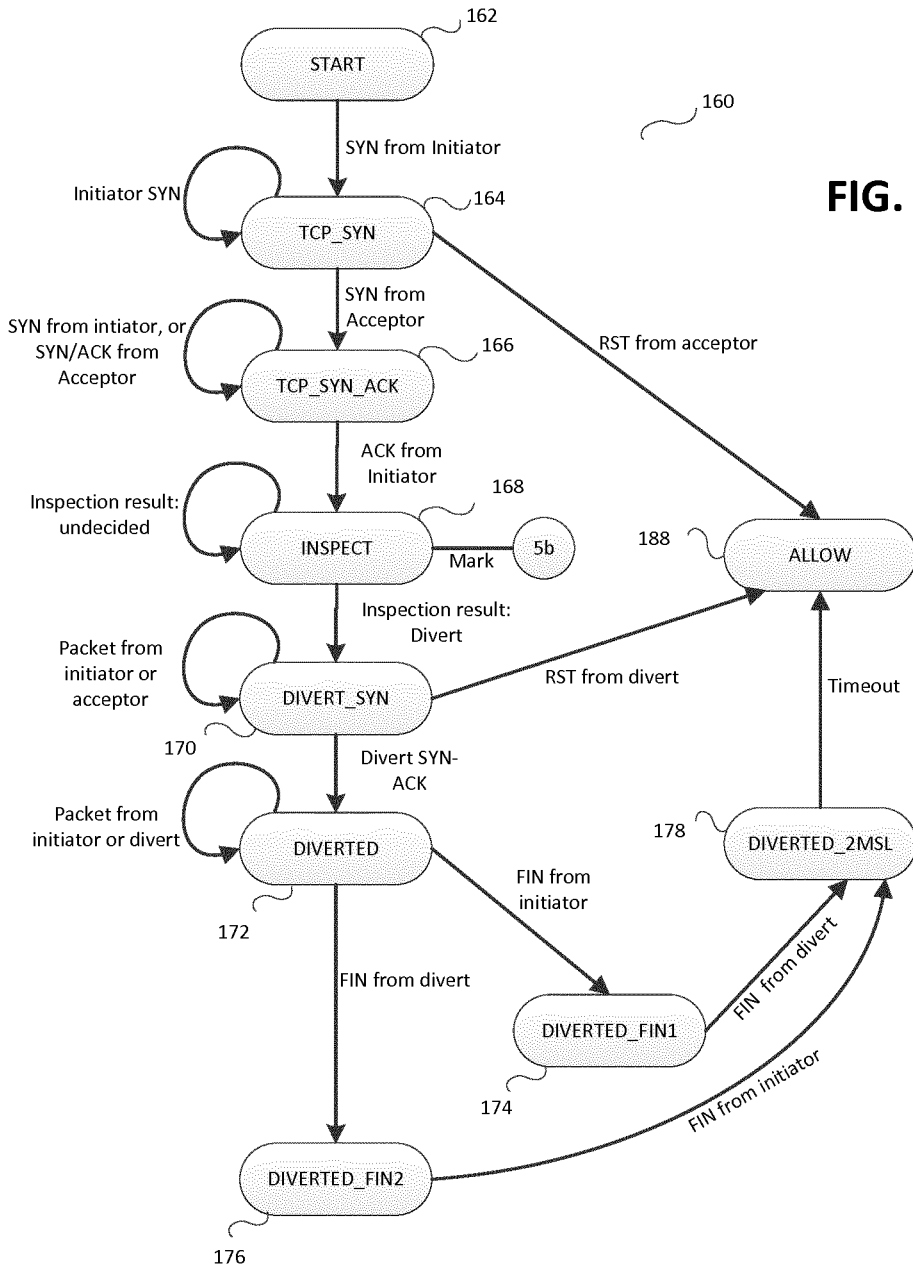 162
START
160
SYN from Initiator
Initiator SYN
164
FIG.
TCP_SYN
SYN from
Acceptor
SYN from intiator, or
SYN/ACK from
Acceptor
166
RST from acceptor
TCP_SYN_ACK
ACK from
Initiator
168
Inspection result:
undecided
INSPECT
Mark
5b
188
ALLOW
Inspection result:
Divert
Packet from
initiator or
acceptor
RST from divert
Timeout
DIVERT_SYN
170
Divert SYN-
ACK
Packet from
initiator or divert
178
DIVERTED
DIVERTED_2MSL
172
FIN from
initiator
FIN from divert
FIN from divert
DIVERTED_FIN1
174
FIN from initiator
DIVERTED_FIN2
176